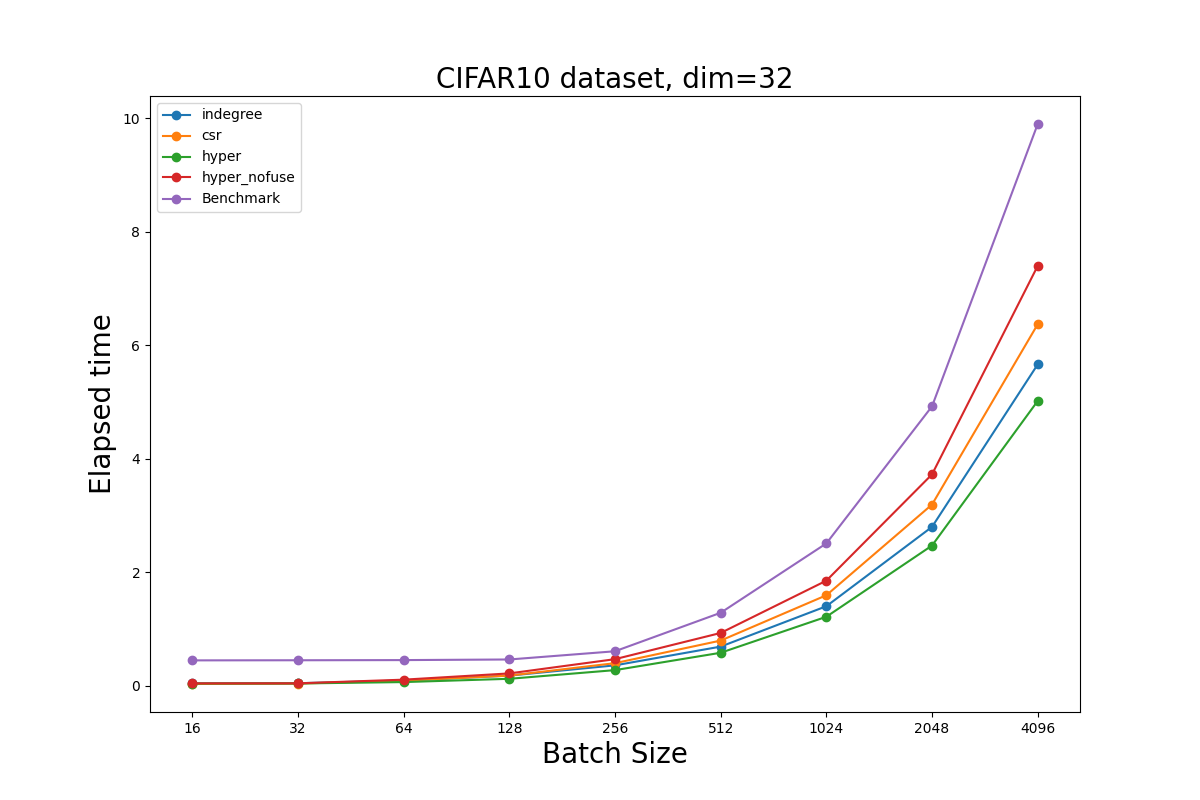 CIFAR10 dataset, dim=32
indegree
csr
hyper
hyper_nofuse
Benchmark
Elapsed time
10
8
6
4
2
0
16 32 64 128 256 512 1024 2048 4096
Batch Size